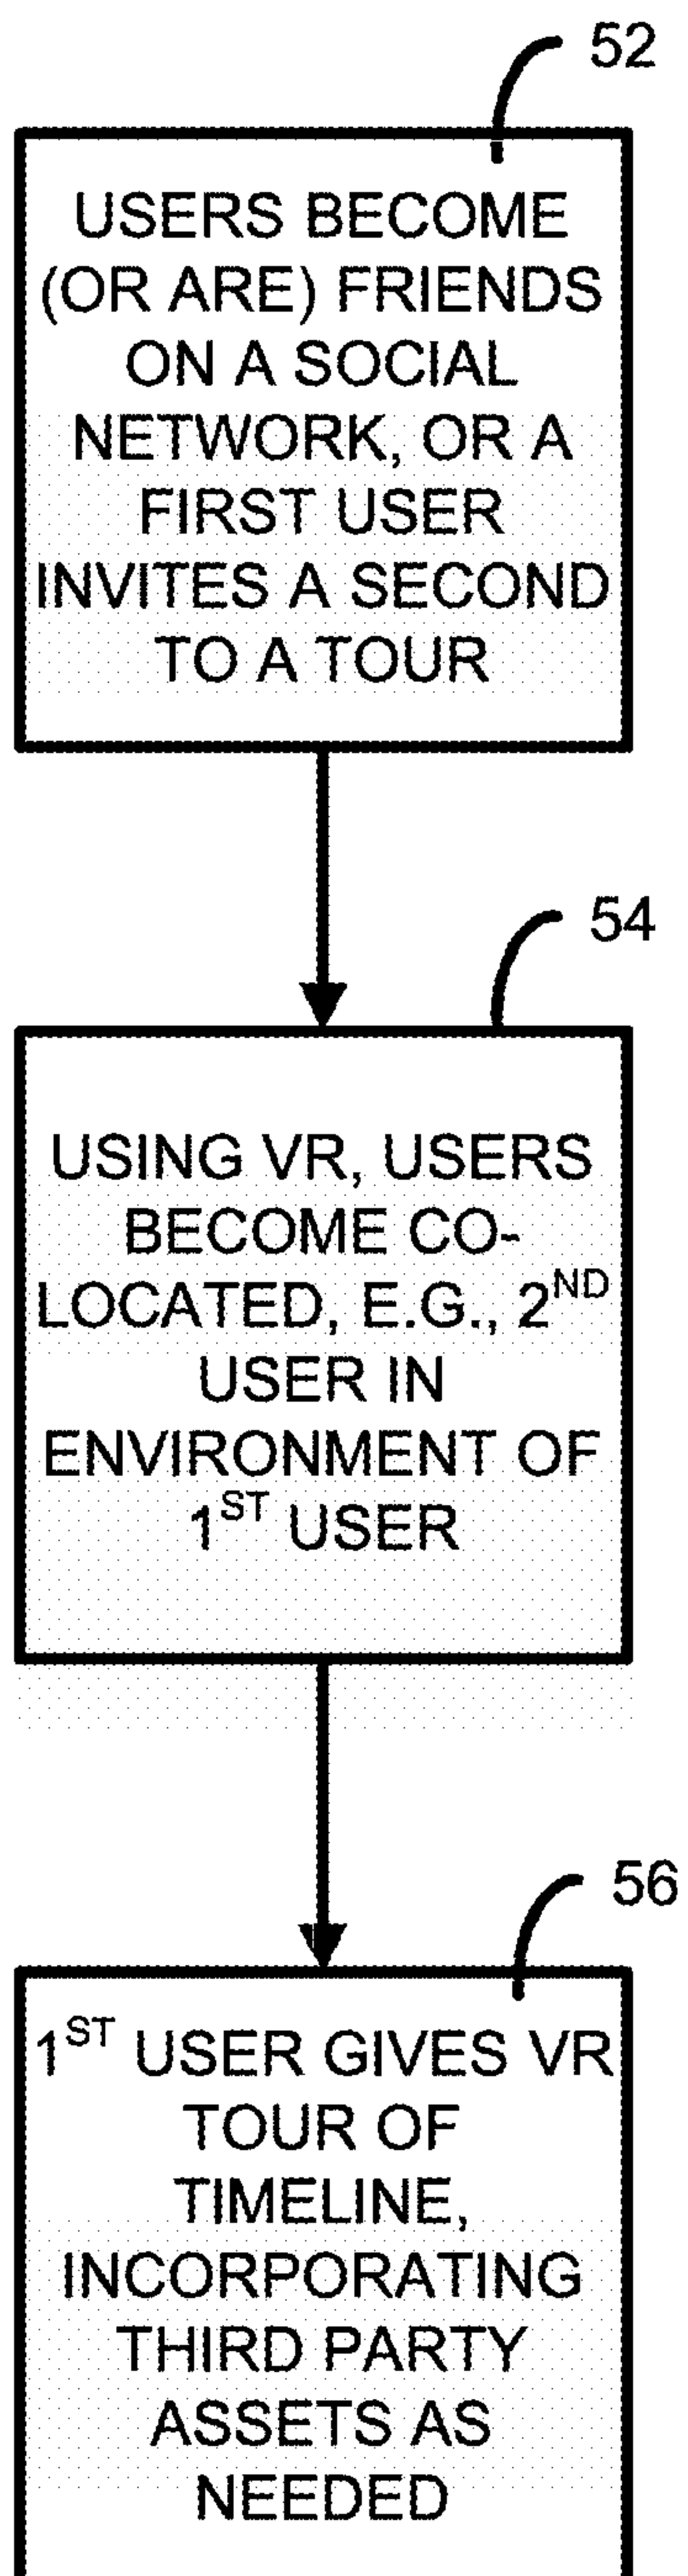 52
USERS BECOME
(OR ARE) FRIENDS
ON A SOCIAL
NETWORK, OR A
FIRST USER
INVITES A SECOND
TO A TOUR
54
USING VR, USERS
BECOME CO-
LOCATED, E.G., 2ND
USER IN
ENVIRONMENT OF
1ST USER
56
1ST USER GIVES VR
TOUR OF
TIMELINE,
INCORPORATING
THIRD PARTY
ASSETS AS
NEEDED